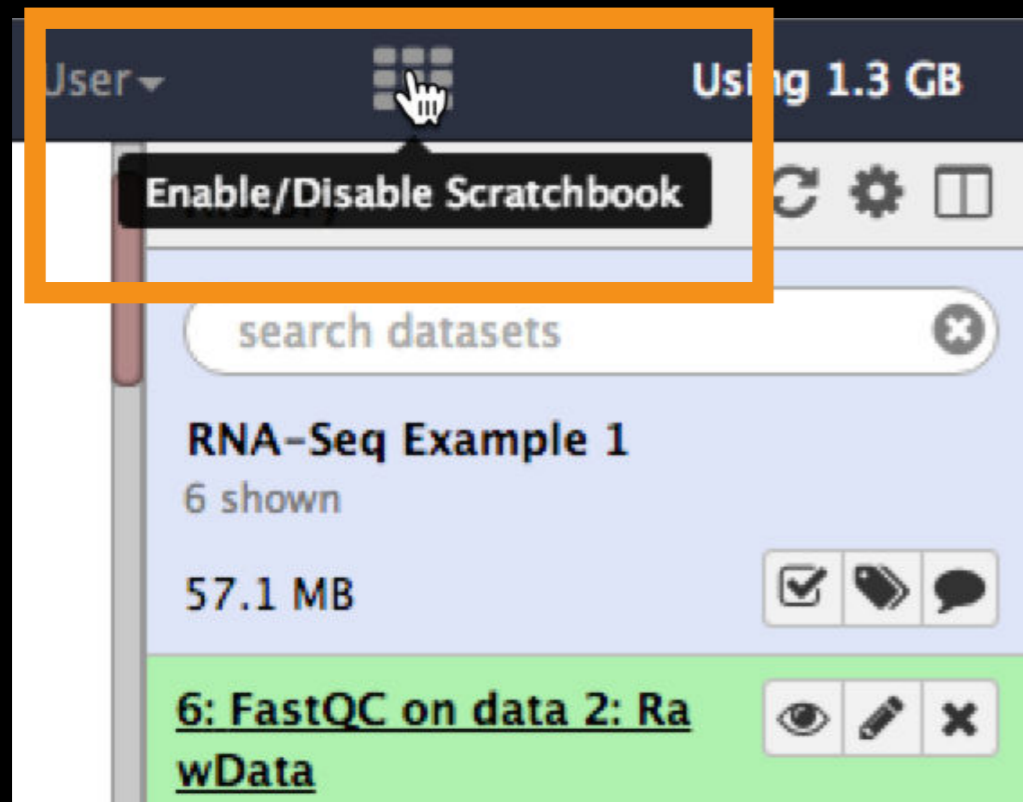 User
Using 1.3 GB
Enable/Disable Scratchbook
search datasets
RNA-Seq Example 1
6 shown
57.1 MB
6: FastQC on data 2: Ra
wData